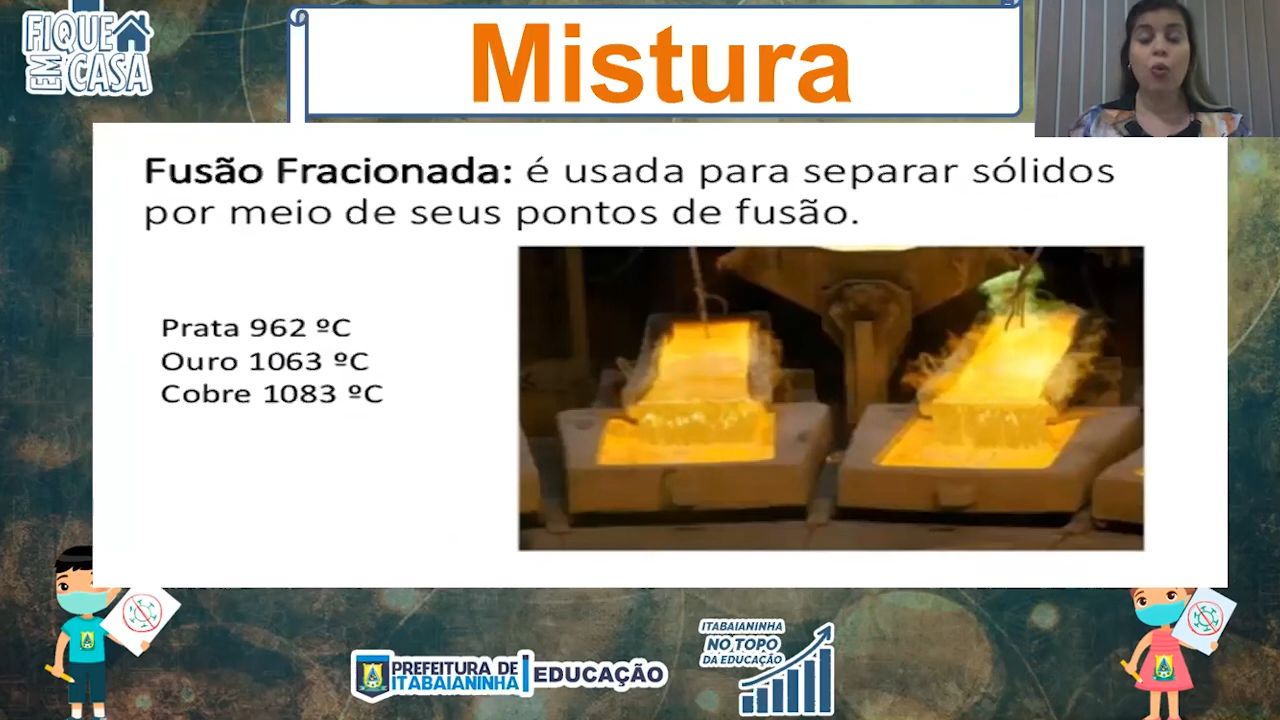 FIQUE
EM CASA
Mistura
Fusão Fracionada: é usada para separar sólidos
por meio de seus pontos de fusão.
Prata 962 ºC
Ouro 1063 ºC
Cobre 1083 ºC
PREFEITURA DE
ITABAIANINHA
EDUCAÇÃO
ITABAIANINHA
NO TOPO
DA EDUCAÇÃO